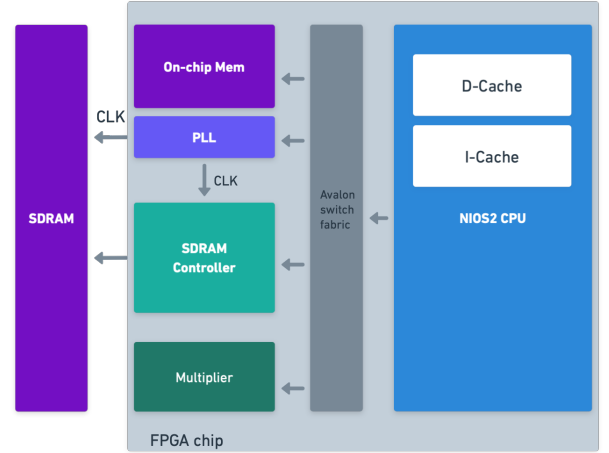 On-chip Mem
D-Cache
CLK
PLL
I-Cache
CLK
Avalon
switch
fabric
SDRAM
NIOS2 CPU
SDRAM
Controller
Multiplier
FPGA chip